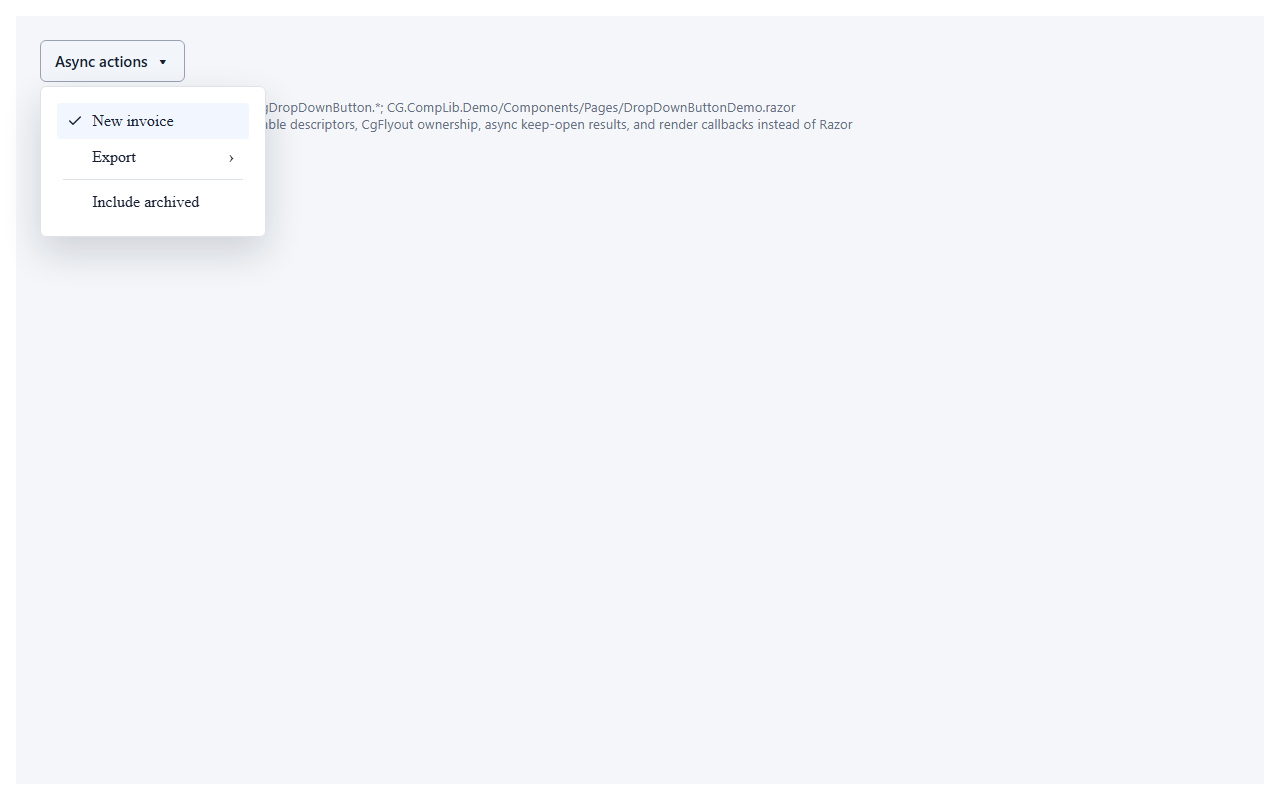 Async actions
gDropDownButton.*; CG.CompLib.Demo/Components/Pages/DropDownButtonDemo.razor
New invoice
ble descriptors, CgFlyout ownership, async keep-open results, and render callbacks instead of Razor
Export
Include archived